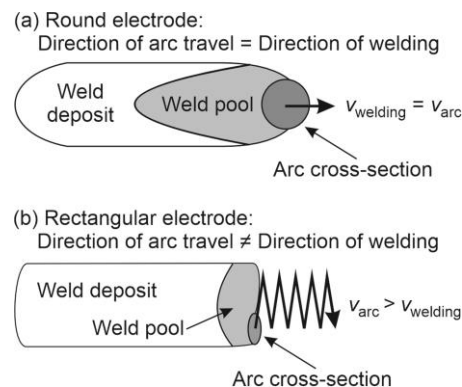 (a) Round electrode:
Direction of arc travel = Direction of welding
Weld
deposit
Weld pool
v_welding = v_arc
Arc cross-section
(b) Rectangular electrode:
Direction of arc travel ≠ Direction of welding
Weld deposit
Weld pool
v_arc > v_welding
Arc cross-section